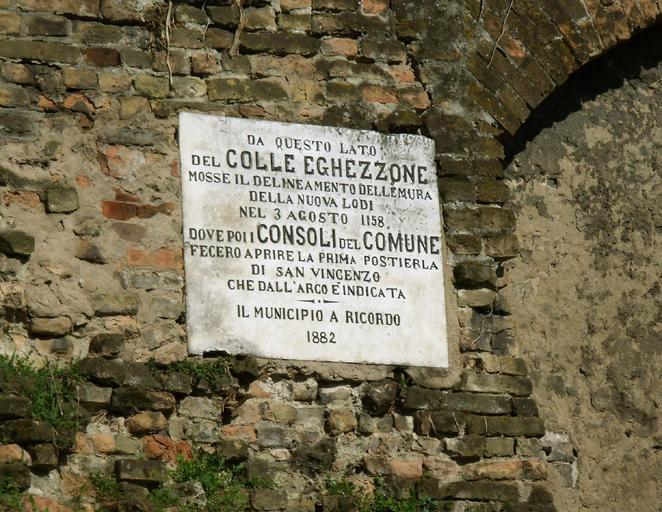 DA QUESTO LATO
DEL COLLE EGHEZZONE
MOSSE IL DELINEAMENTO DELLE MURA
DELLA NUOVA LODI
NEL 3 AGOSTO 1158
DOVE POI I CONSOLI DEL COMUNE
FECERO APRIRE LA PRIMA POSTIERLA
DI SAN VINCENZO
CHE DALL'ARCO E' INDICATA
IL MUNICIPIO A RICORDO
1882